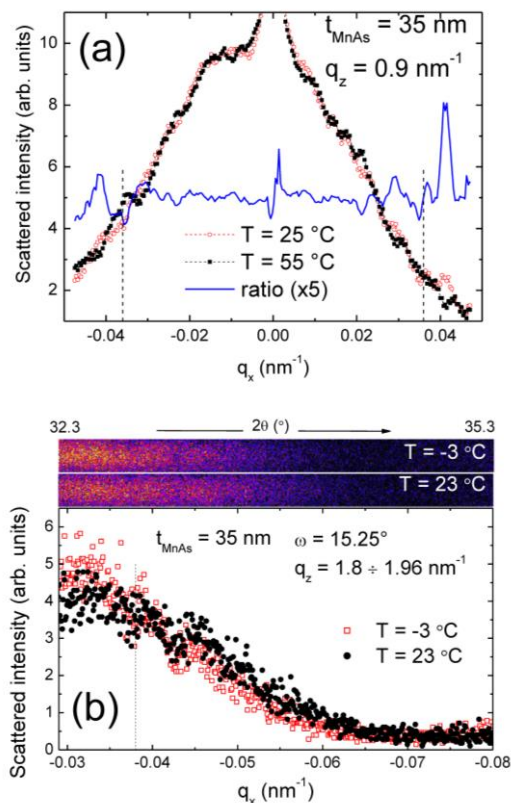 (a)
t_MnAs = 35 nm
q_z = 0.9 nm⁻¹
10
8
6
4
2
Scattered intensity (arb. units)
T = 25 °C
T = 55 °C
ratio (x5)
-0.04 -0.02 0.00 0.02 0.04
q_x (nm⁻¹)
32.3 2θ (°) 35.3
T = -3 °C
T = 23 °C
6
5
4
3
2
1
0
Scattered intensity (arb. units)
t_MnAs = 35 nm ω = 15.25°
q_z = 1.8 ÷ 1.96 nm⁻¹
T = -3 °C
T = 23 °C
(b)
-0.03 -0.04 -0.05 -0.06 -0.07 -0.08
q_x (nm⁻¹)